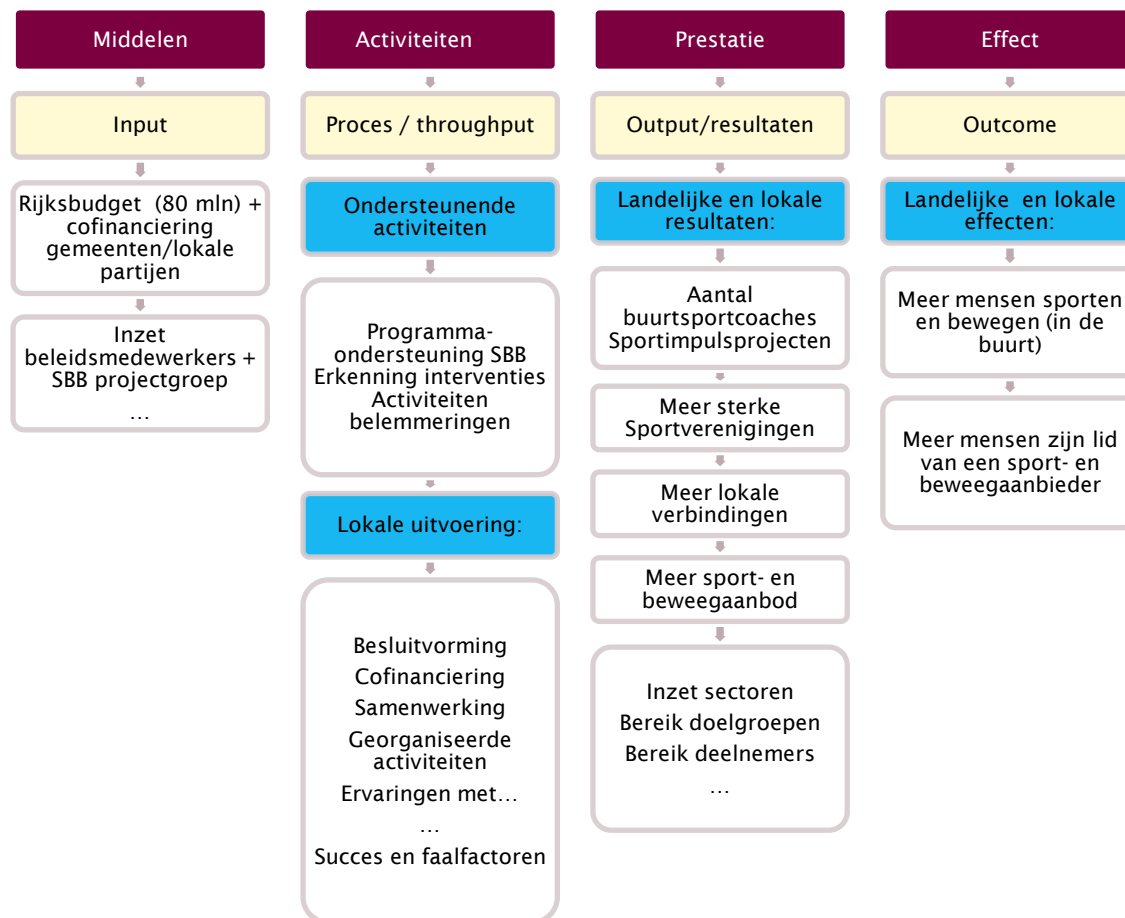 Middelen
Input
Rijksbudget (80 mln) +
cofinanciering
gemeenten/lokale
partijen
Inzet
beleidsmedewerkers +
SBB projectgroep
…
Activiteiten
Proces / throughput
Ondersteunende
activiteiten
Programma-
ondersteuning SBB
Erkenning interventies
Activiteiten
belemmeringen
Lokale uitvoering:
Besluitvorming
Cofinanciering
Samenwerking
Georganiseerde
activiteiten
Ervaringen met…
…
Succes en faalfactoren
Prestatie
Output/resultaten
Landelijke en lokale
resultaten:
Aantal
buurtsportcoaches
Sportimpulsprojecten
Meer sterke
Sportverenigingen
Meer lokale
verbindingen
Meer sport- en
beweegaanbod
Inzet sectoren
Bereik doelgroepen
Bereik deelnemers
…
Effect
Outcome
Landelijke en lokale
effecten:
Meer mensen sporten
en bewegen (in de
buurt)
Meer mensen zijn lid
van een sport- en
beweegaanbieder